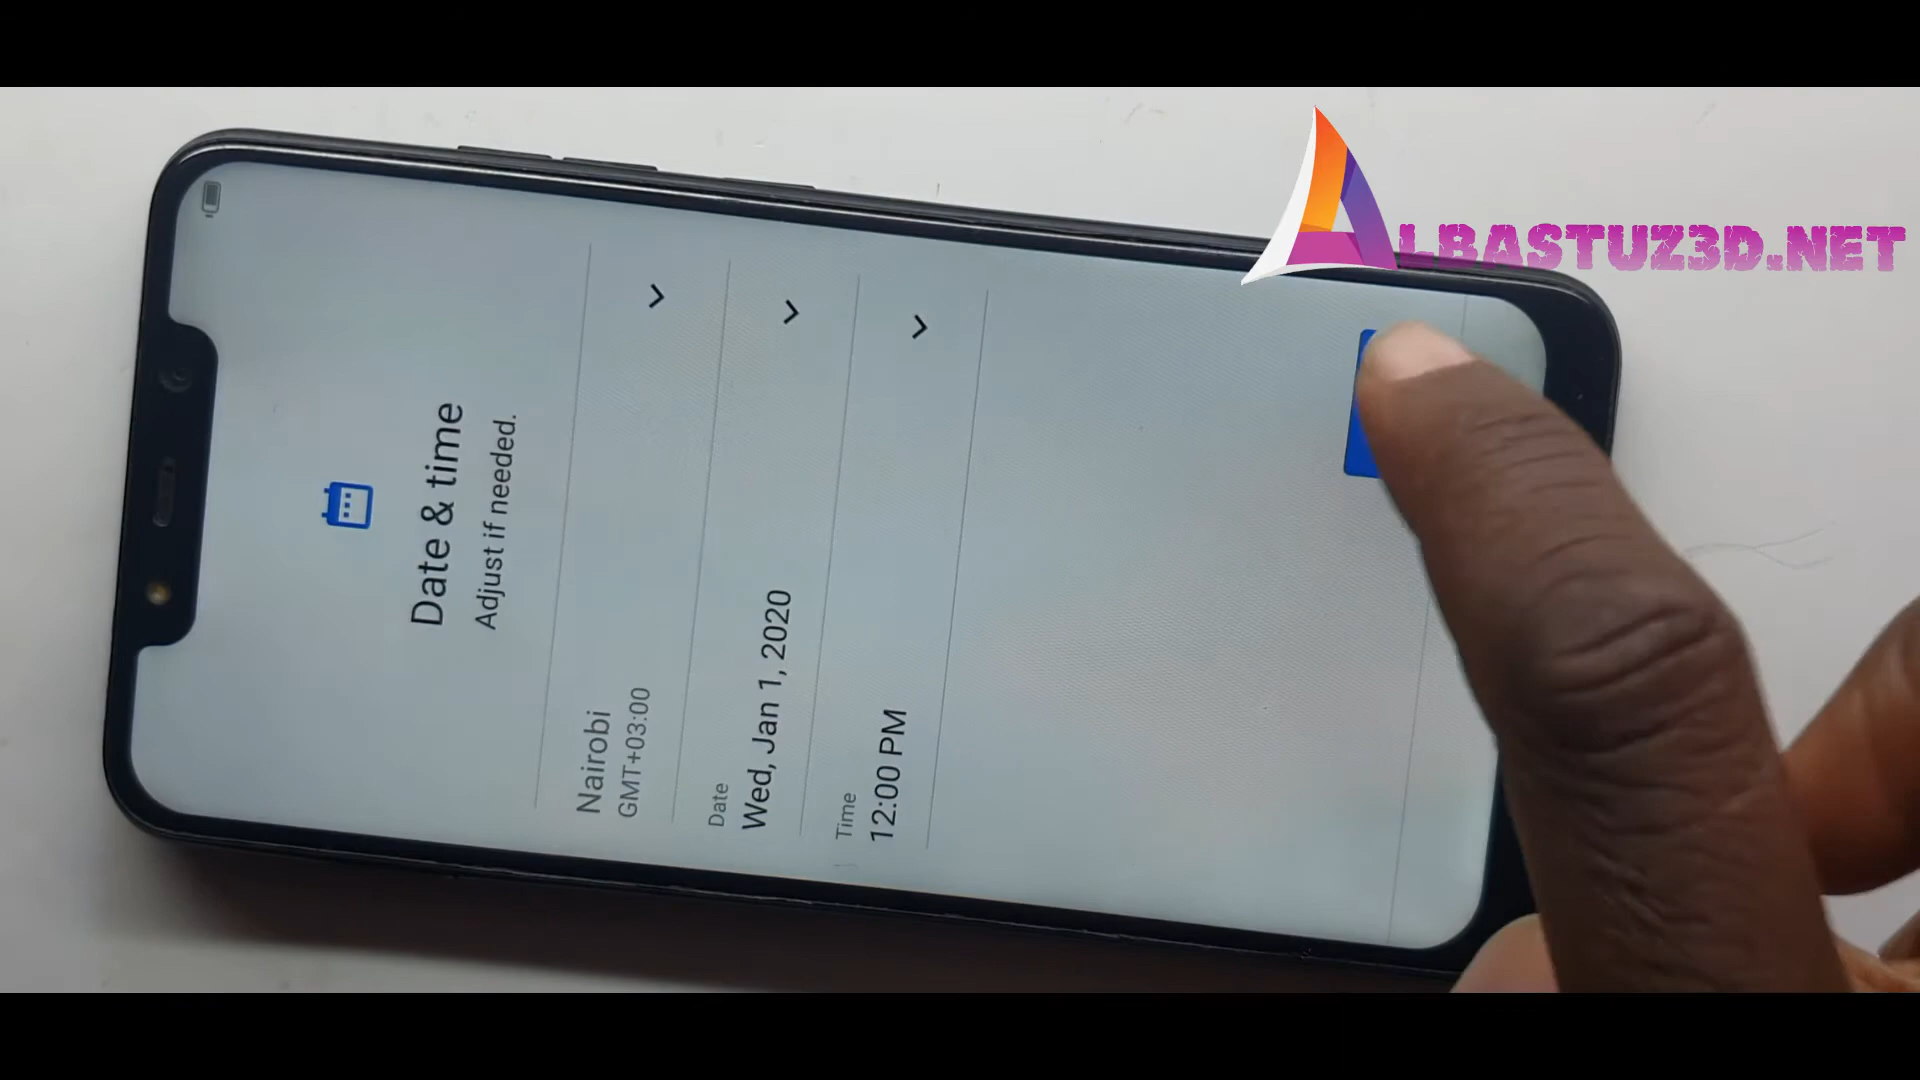 Date & time
Adjust if needed.
Nairobi
GMT+03:00
Date
Wed, Jan 1, 2020
Time
12:00 PM
ALBASTUZ3D.NET